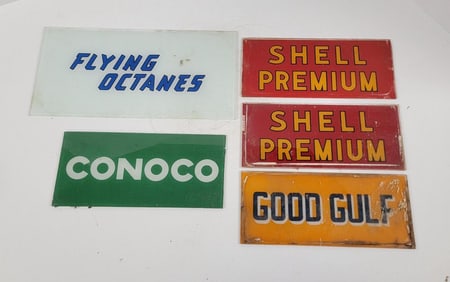 FLYING
OCTANES
CONOCO
SHELL
PREMIUM
SHELL
PREMIUM
GOOD GULF